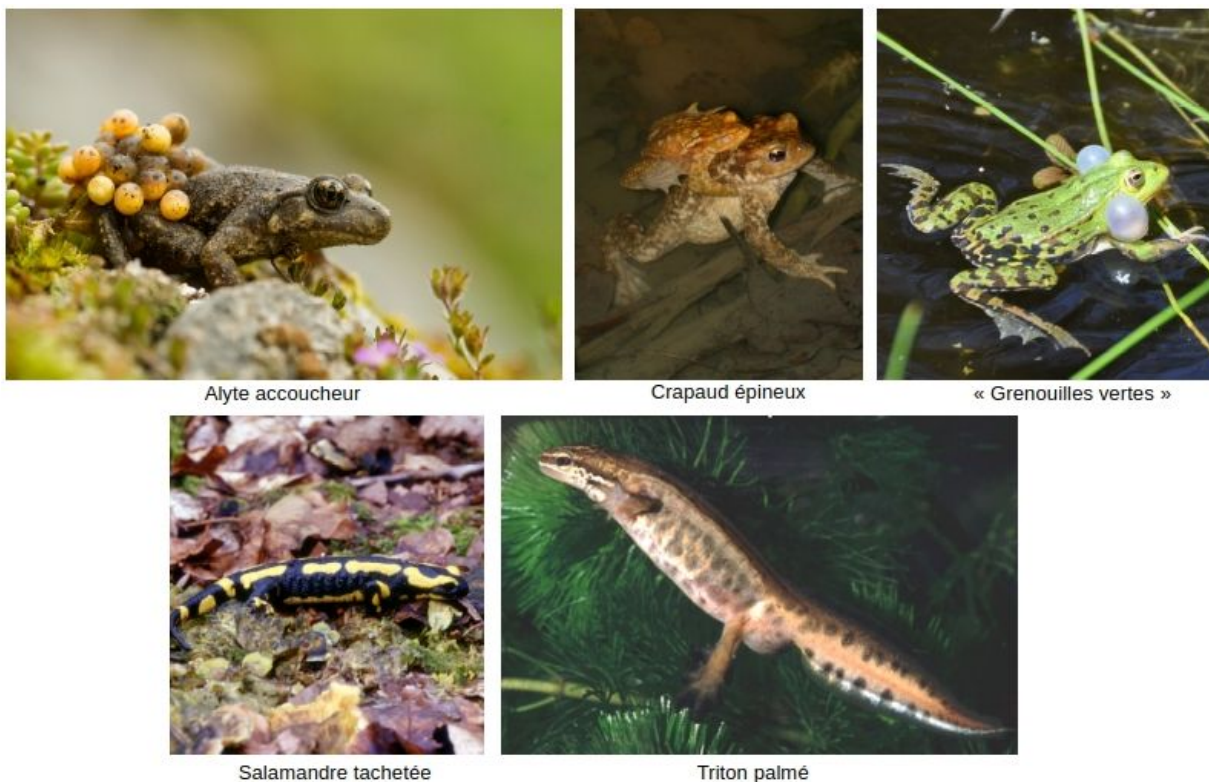 Alyte accoucheur
Crapaud épineux
« Grenouilles vertes »
Salamandre tachetée
Triton palmé